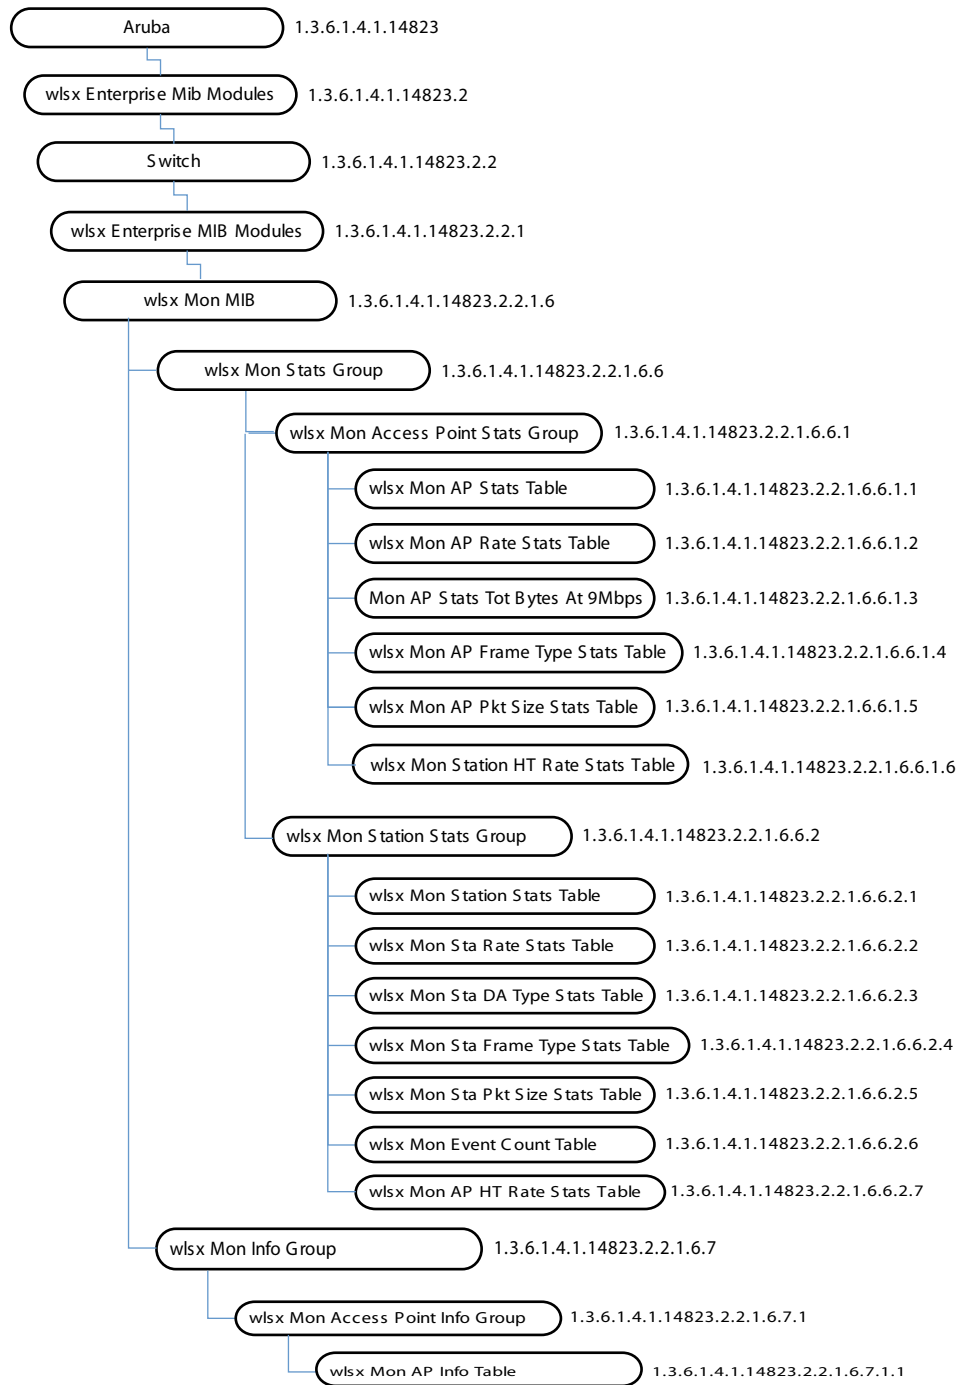 Aruba 1.3.6.1.4.1.14823
wlsx Enterprise Mib Modules 1.3.6.1.4.1.14823.2
Switch 1.3.6.1.4.1.14823.2.2
wlsx Enterprise MIB Modules 1.3.6.1.4.1.14823.2.2.1
wlsx Mon MIB 1.3.6.1.4.1.14823.2.2.1.6
wlsx Mon Stats Group 1.3.6.1.4.1.14823.2.2.1.6.6
wlsx Mon Access Point Stats Group 1.3.6.1.4.1.14823.2.2.1.6.6.1
wlsx Mon AP Stats Table 1.3.6.1.4.1.14823.2.2.1.6.6.1.1
wlsx Mon AP Rate Stats Table 1.3.6.1.4.1.14823.2.2.1.6.6.1.2
Mon AP Stats Tot Bytes At 9Mbps 1.3.6.1.4.1.14823.2.2.1.6.6.1.3
wlsx Mon AP Frame Type Stats Table 1.3.6.1.4.1.14823.2.2.1.6.6.1.4
wlsx Mon AP Pkt Size Stats Table 1.3.6.1.4.1.14823.2.2.1.6.6.1.5
wlsx Mon Station HT Rate Stats Table 1.3.6.1.4.1.14823.2.2.1.6.6.1.6
wlsx Mon Station Stats Group 1.3.6.1.4.1.14823.2.2.1.6.6.2
wlsx Mon Station Stats Table 1.3.6.1.4.1.14823.2.2.1.6.6.2.1
wlsx Mon Sta Rate Stats Table 1.3.6.1.4.1.14823.2.2.1.6.6.2.2
wlsx Mon Sta DA Type Stats Table 1.3.6.1.4.1.14823.2.2.1.6.6.2.3
wlsx Mon Sta Frame Type Stats Table 1.3.6.1.4.1.14823.2.2.1.6.6.2.4
wlsx Mon Sta Pkt Size Stats Table 1.3.6.1.4.1.14823.2.2.1.6.6.2.5
wlsx Mon Event Count Table 1.3.6.1.4.1.14823.2.2.1.6.6.2.6
wlsx Mon AP HT Rate Stats Table 1.3.6.1.4.1.14823.2.2.1.6.6.2.7
wlsx Mon Info Group 1.3.6.1.4.1.14823.2.2.1.6.7
wlsx Mon Access Point Info Group 1.3.6.1.4.1.14823.2.2.1.6.7.1
wlsx Mon AP Info Table 1.3.6.1.4.1.14823.2.2.1.6.7.1.1